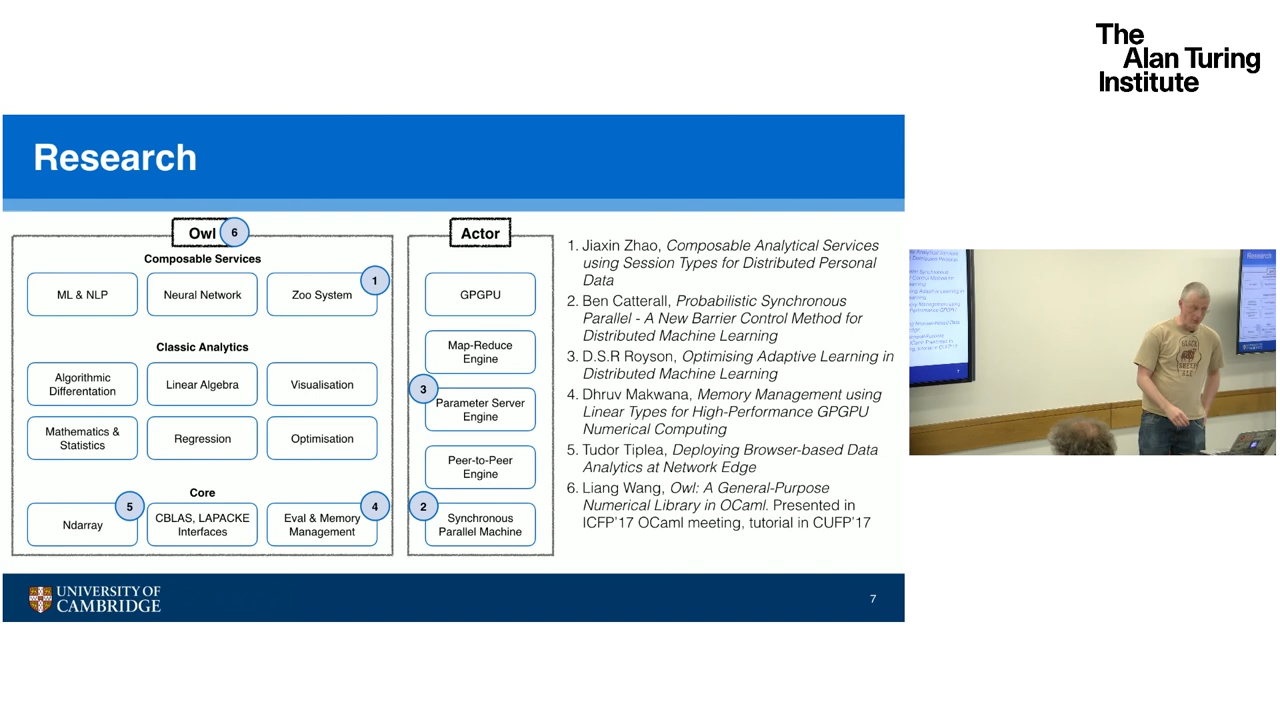 The
Alan Turing
Institute
Research
Owl
6
Composable Services
ML & NLP
Neural Network
Zoo System
1
Classic Analytics
Algorithmic
Differentation
Linear Algebra
Visualisation
Mathematics &
Statistics
Regression
Optimisation
Core
Ndarray
5
CBLAS, LAPACKE
Interfaces
Eval & Memory
Management
4
Actor
GPGPU
Map-Reduce
Engine
3
Parameter Server
Engine
Peer-to-Peer
Engine
2
Synchronous
Parallel Machine
1. Jiaxin Zhao, Composable Analytical Services
using Session Types for Distributed Personal
Data
2. Ben Catterall, Probabilistic Synchronous
Parallel - A New Barrier Control Method for
Distributed Machine Learning
3. D.S.R Royson, Optimising Adaptive Learning in
Distributed Machine Learning
4. Dhruv Makwana, Memory Management using
Linear Types for High-Performance GPGPU
Numerical Computing
5. Tudor Tiplea, Deploying Browser-based Data
Analytics at Network Edge
6. Liang Wang, Owl: A General-Purpose
Numerical Library in OCaml. Presented in
ICFP'17 OCaml meeting, tutorial in CUFP'17
UNIVERSITY OF
CAMBRIDGE
7
Research
BLACK
SHEEP
ALE